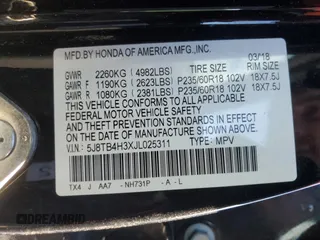 MFD.BY HONDA OF AMERICA MFG.,INC. 03/18
GVWR 2260KG (4982LBS) TIRE SIZE RIM SIZE
GAWR F 1190KG (2623LBS) P235/60R18 102V 18X7.5J
GAWR R 1080KG (2381LBS) P235/60R18 102V 18X7.5J
THIS VEHICLE CONFORMS TO ALL APPLICABLE
FEDERAL MOTOR VEHICLE SAFETY AND THEFT
PREVENTION STANDARDS IN EFFECT ON THE DATE
OF MANUFACTURE SHOWN ABOVE.
V.I.N: 5J8TB4H3XJL025311 TYPE: MPV
TX4 J AA7 - NH731P - A - L
DREAMBID